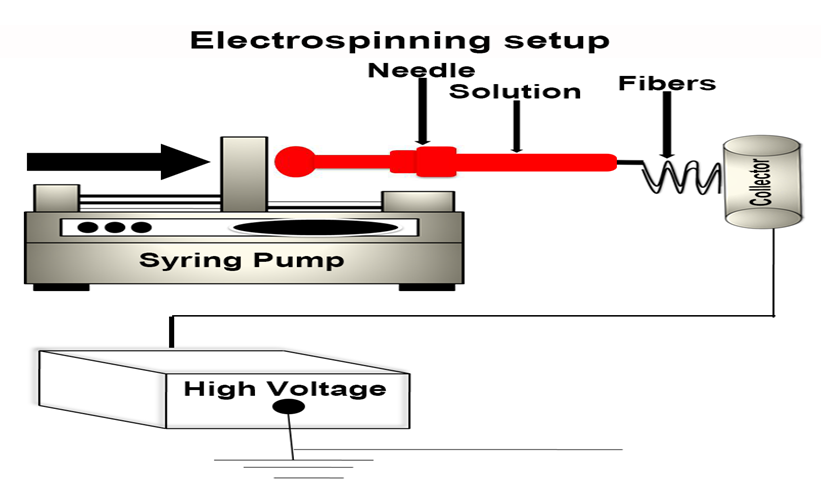 Electrospinning setup
Needle
Solution
Fibers
Collector
Syring Pump
High Voltage